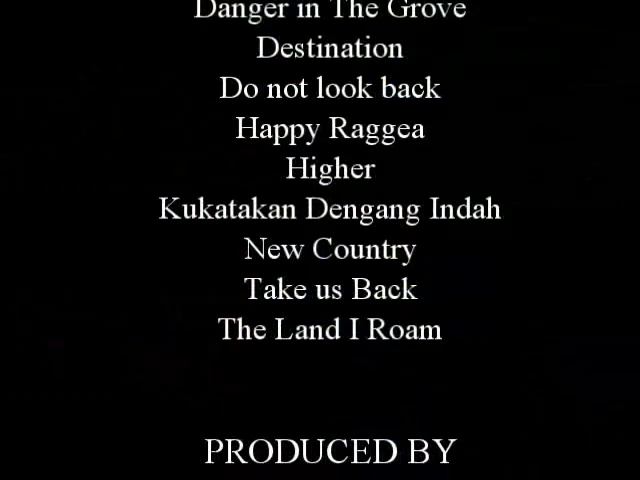 Danger in The Grove
Destination
Do not look back
Happy Raggea
Higher
Kukatakan Dengang Indah
New Country
Take us Back
The Land I Roam
PRODUCED BY